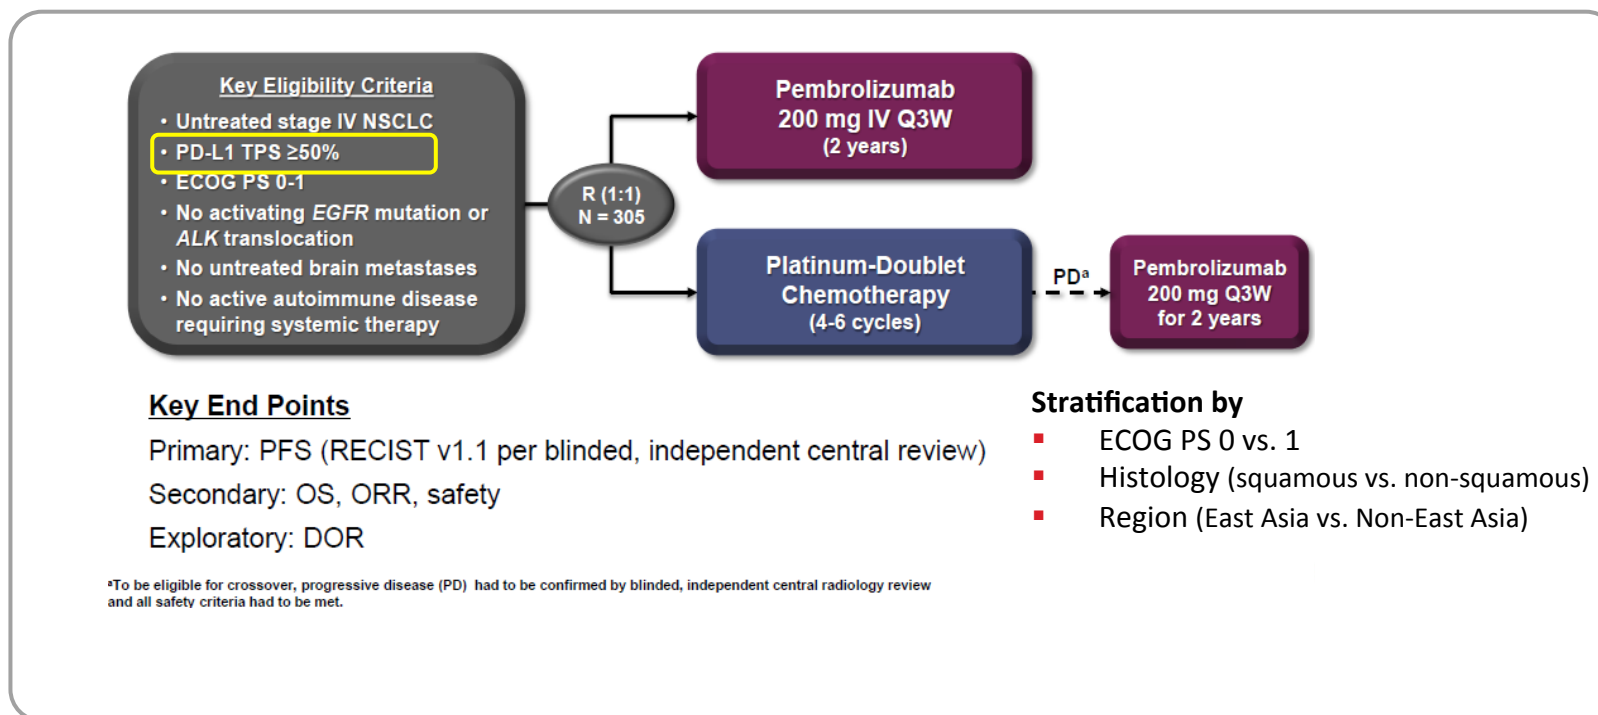 Key Eligibility Criteria
• Untreated stage IV NSCLC
• PD-L1 TPS ≥50%
• ECOG PS 0-1
• No activating EGFR mutation or
ALK translocation
• No untreated brain metastases
• No active autoimmune disease
requiring systemic therapy
R (1:1)
N = 305
Pembrolizumab
200 mg IV Q3W
(2 years)
Platinum-Doublet
Chemotherapy
(4-6 cycles)
PDᵃ
Pembrolizumab
200 mg Q3W
for 2 years
Key End Points
Primary: PFS (RECIST v1.1 per blinded, independent central review)
Secondary: OS, ORR, safety
Exploratory: DOR
Stratification by
▪ ECOG PS 0 vs. 1
▪ Histology (squamous vs. non-squamous)
▪ Region (East Asia vs. Non-East Asia)
ᵃTo be eligible for crossover, progressive disease (PD) had to be confirmed by blinded, independent central radiology review
and all safety criteria had to be met.